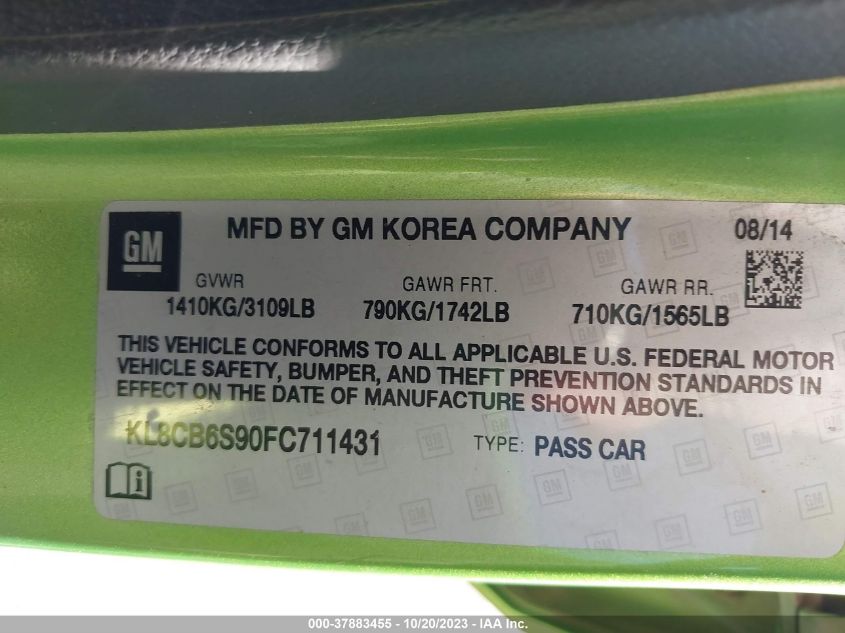 GM
MFD BY GM KOREA COMPANY 08/14
GVWR GAWR FRT. GAWR RR.
1410KG/3109LB 790KG/1742LB 710KG/1565LB
THIS VEHICLE CONFORMS TO ALL APPLICABLE U.S. FEDERAL MOTOR
VEHICLE SAFETY, BUMPER, AND THEFT PREVENTION STANDARDS IN
EFFECT ON THE DATE OF MANUFACTURE SHOWN ABOVE.
KL8CB6S90FC711431 TYPE: PASS CAR
000-37883455 - 10/20/2023 - IAA Inc.